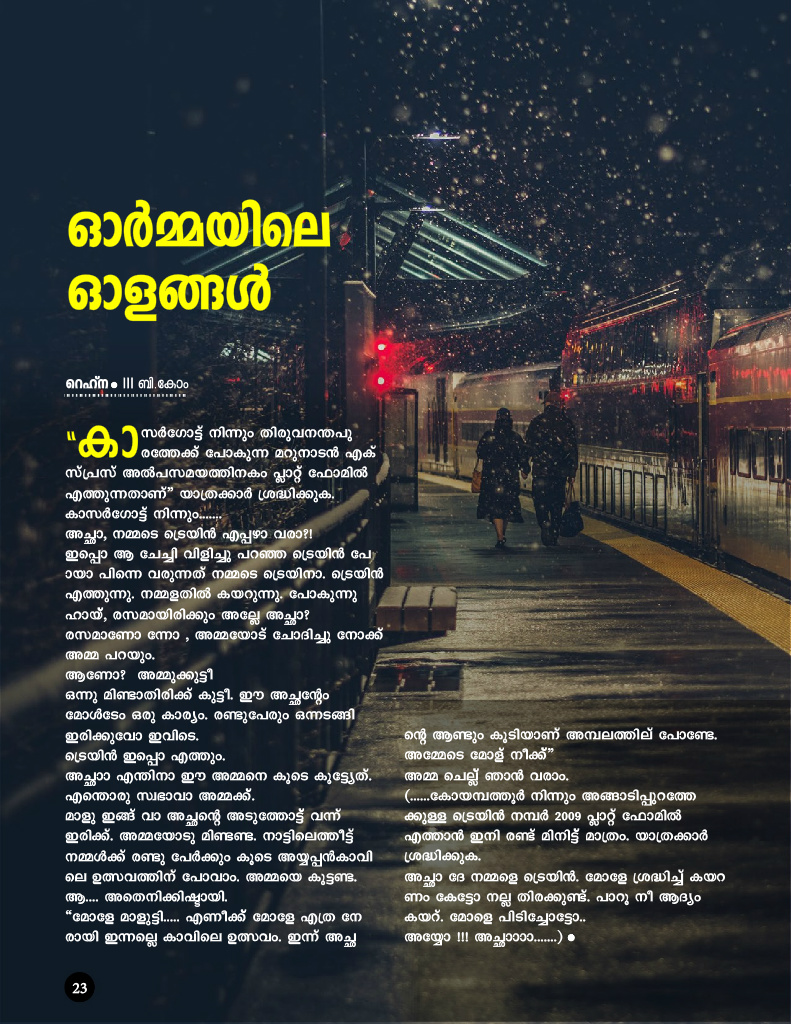 ഓർമ്മയിലെ
ഓളങ്ങൾ
റെഹ്ന ● III ബി.കോം
“കാസർഗോട്ട് നിന്നും തിരുവനന്തപു
രത്തേക്ക് പോകുന്ന മറുനാടൻ എക്
സ്പ്രസ് അൽപസമയത്തിനകം പ്ലാറ്റ് ഫോമിൽ
എത്തുന്നതാണ്” യാത്രക്കാർ ശ്രദ്ധിക്കുക.
കാസർഗോട്ട് നിന്നും.......
അച്ഛാ, നമ്മടെ ട്രെയിൻ എപ്പഴാ വരാ?!
ഇപ്പൊ ആ ചേച്ചി വിളിച്ചു പറഞ്ഞ ട്രെയിൻ പേ
ായാ പിന്നെ വരുന്നത് നമ്മടെ ട്രെയിനാ. ട്രെയിൻ
എത്തുന്നു. നമ്മളതിൽ കയറുന്നു. പോകുന്നു
ഹായ്, രസമായിരിക്കും അല്ലേ അച്ഛാ?
രസമാണോ ന്നോ , അമ്മയോട് ചോദിച്ചു നോക്ക്
അമ്മ പറയും.
ആണോ? അമ്മുക്കുട്ടീ
ഒന്നു മിണ്ടാതിരിക്ക് കുട്ടീ. ഈ അച്ഛന്റേം
മോൾടേം ഒരു കാര്യം. രണ്ടുപേരും ഒന്നടങ്ങി
ഇരിക്കുവോ ഇവിടെ.
ട്രെയിൻ ഇപ്പൊ എത്തും.
അച്ഛാാ എന്തിനാ ഈ അമ്മനെ കൂടെ കൂട്ട്യേത്.
എന്തൊരു സ്വഭാവാ അമ്മക്ക്.
മാളു ഇങ്ങ് വാ അച്ഛന്റെ അടുത്തോട്ട് വന്ന്
ഇരിക്ക്. അമ്മയോടു മിണ്ടണ്ട. നാട്ടിലെത്തീട്ട്
നമ്മൾക്ക് രണ്ടു പേർക്കും കൂടെ അയ്യപ്പൻകാവി
ലെ ഉത്സവത്തിന് പോവാം. അമ്മയെ കൂട്ടണ്ട.
ആ.... അതെനിക്കിഷ്ടായി.
“മോളേ മാളൂട്ടി..... എണീക്ക് മോളേ എത്ര നേ
രായി ഇന്നല്ലെ കാവിലെ ഉത്സവം. ഇന്ന് അച്ഛ
ന്റെ ആണ്ടും കൂടിയാണ് അമ്പലത്തില് പോണ്ടേ.
അമ്മേടെ മോള് നീക്ക്”
അമ്മ ചെല്ല് ഞാൻ വരാം.
(......കോയമ്പത്തൂർ നിന്നും അങ്ങാടിപ്പുറത്തേ
ക്കുള്ള ട്രെയിൻ നമ്പർ 2009 പ്ലാറ്റ് ഫോമിൽ
എത്താൻ ഇനി രണ്ട് മിനിട്ട് മാത്രം. യാത്രക്കാർ
ശ്രദ്ധിക്കുക.
അച്ഛാ ദേ നമ്മളെ ട്രെയിൻ. മോളേ ശ്രദ്ധിച്ച് കയറ
ണം കേട്ടോ നല്ല തിരക്കുണ്ട്. പാറൂ നീ ആദ്യം
കയറ്. മോളെ പിടിച്ചോട്ടോ..
അയ്യോ !!! അച്ഛാാാാ.......) ●
23